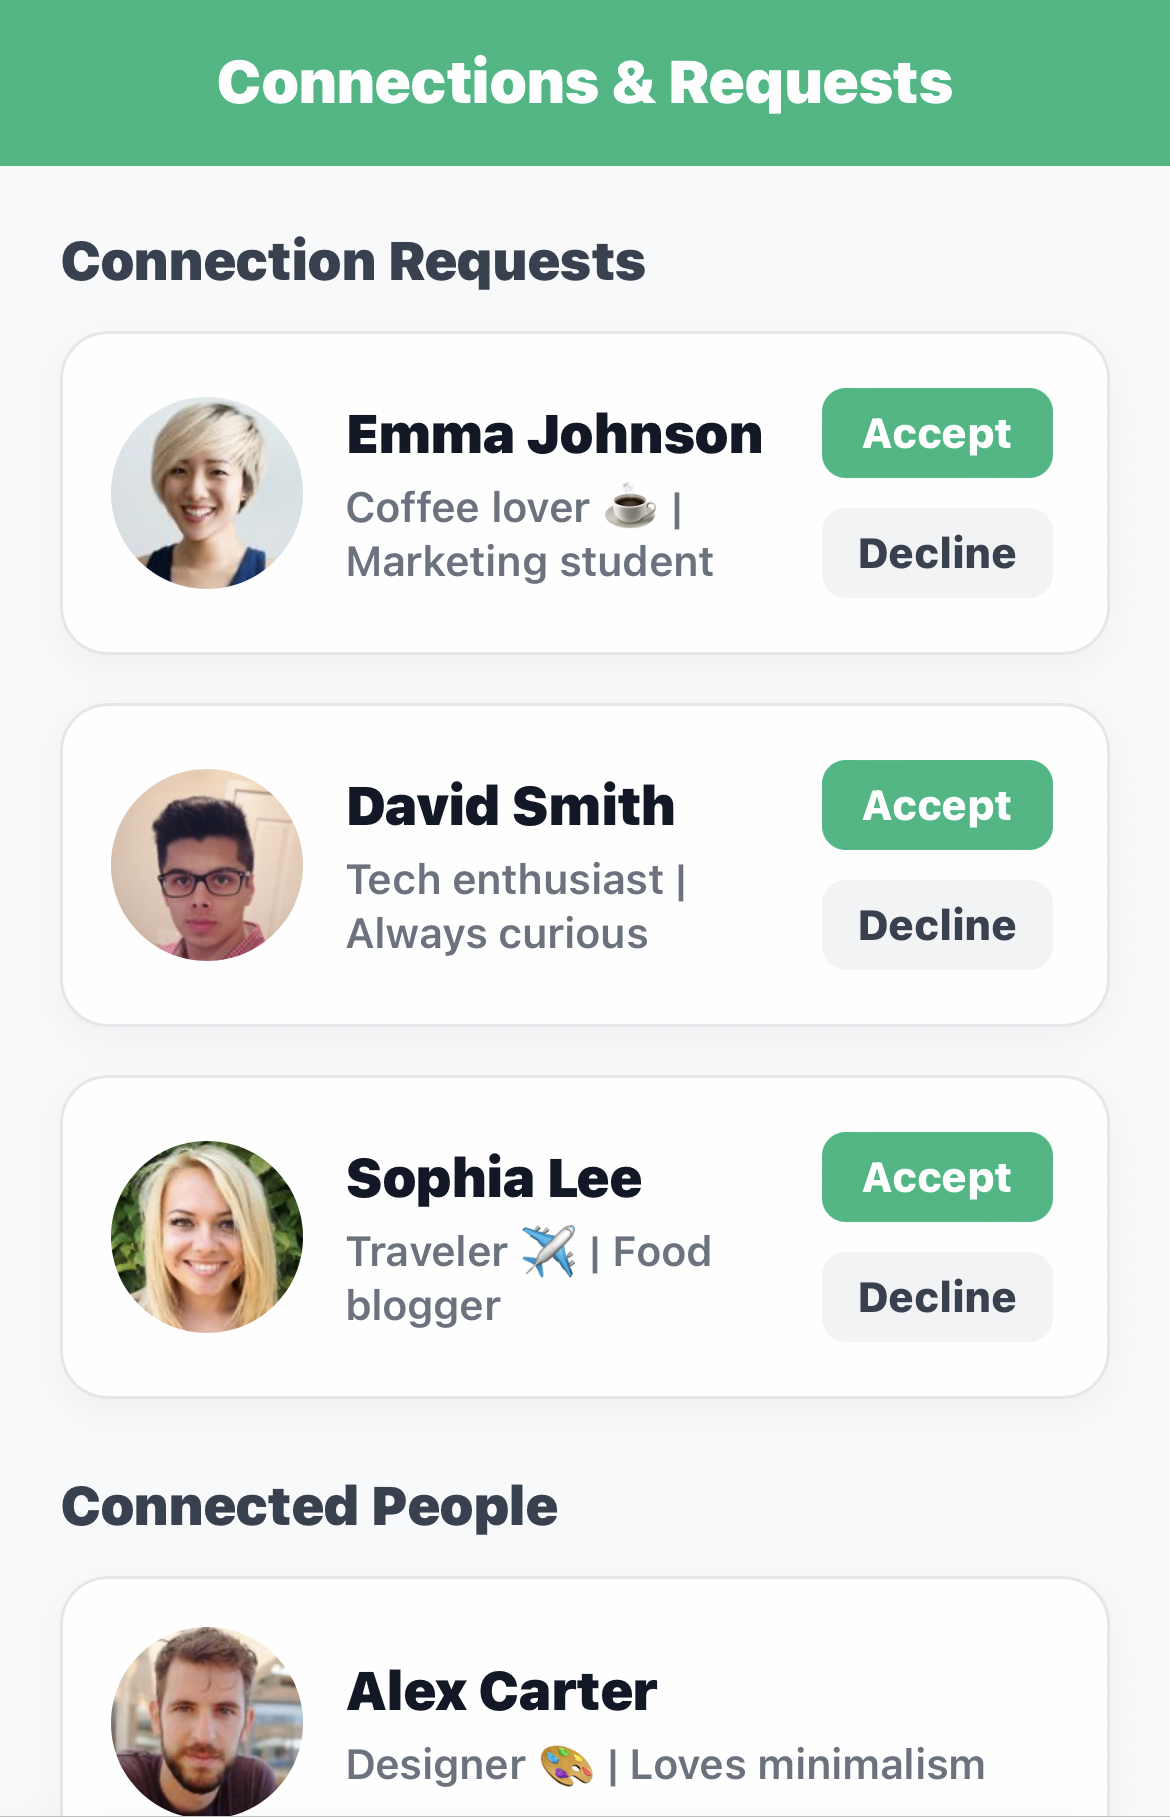 Connections & Requests
Connection Requests
Emma Johnson
Coffee lover ☕ |
Marketing student
Accept
Decline
David Smith
Tech enthusiast |
Always curious
Accept
Decline
Sophia Lee
Traveler ✈️ | Food
blogger
Accept
Decline
Connected People
Alex Carter
Designer 🎨 | Loves minimalism